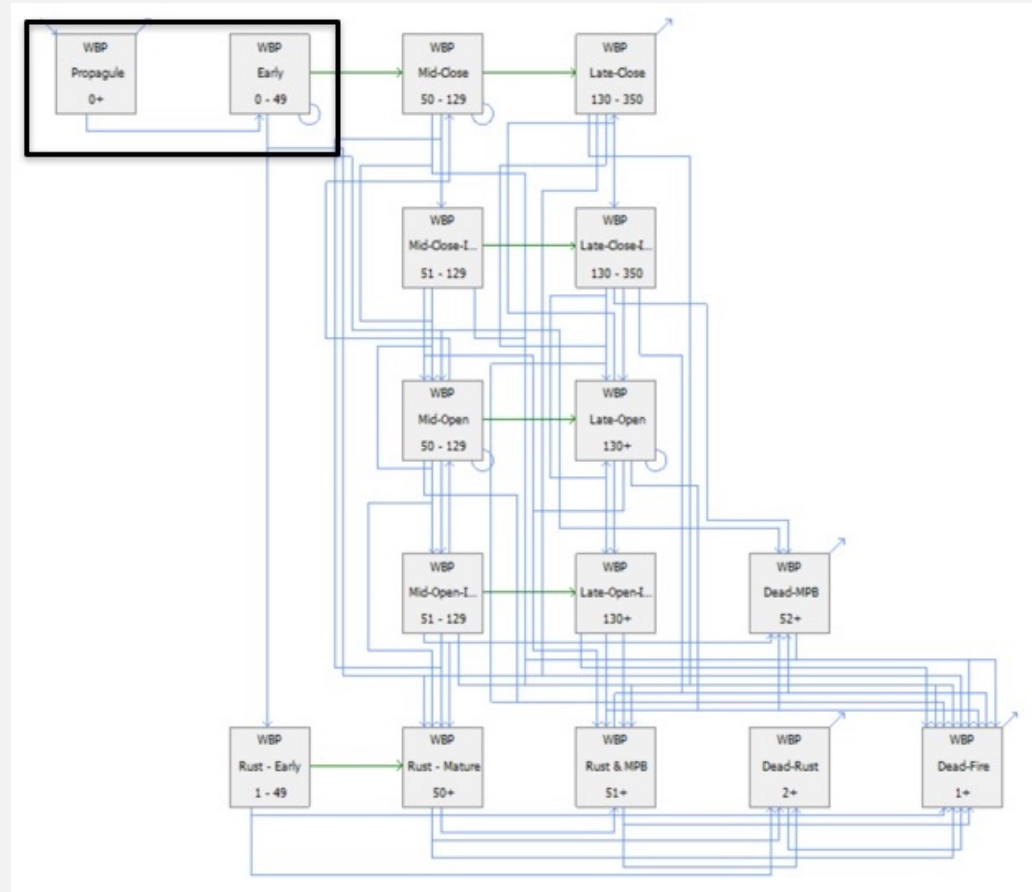 WBP
Propagule
0+
WBP
Early
0 - 49
WBP
Mid-Close
50 - 129
WBP
Late-Close
130 - 350
WBP
Mid-Close-I...
51 - 129
WBP
Late-Close-I...
130 - 350
WBP
Mid-Open
50 - 129
WBP
Late-Open
130+
WBP
Mid-Open-I...
51 - 129
WBP
Late-Open-I...
130+
WBP
Dead-MPB
52+
WBP
Rust - Early
1 - 49
WBP
Rust - Mature
50+
WBP
Rust & MPB
51+
WBP
Dead-Rust
2+
WBP
Dead-Fire
1+